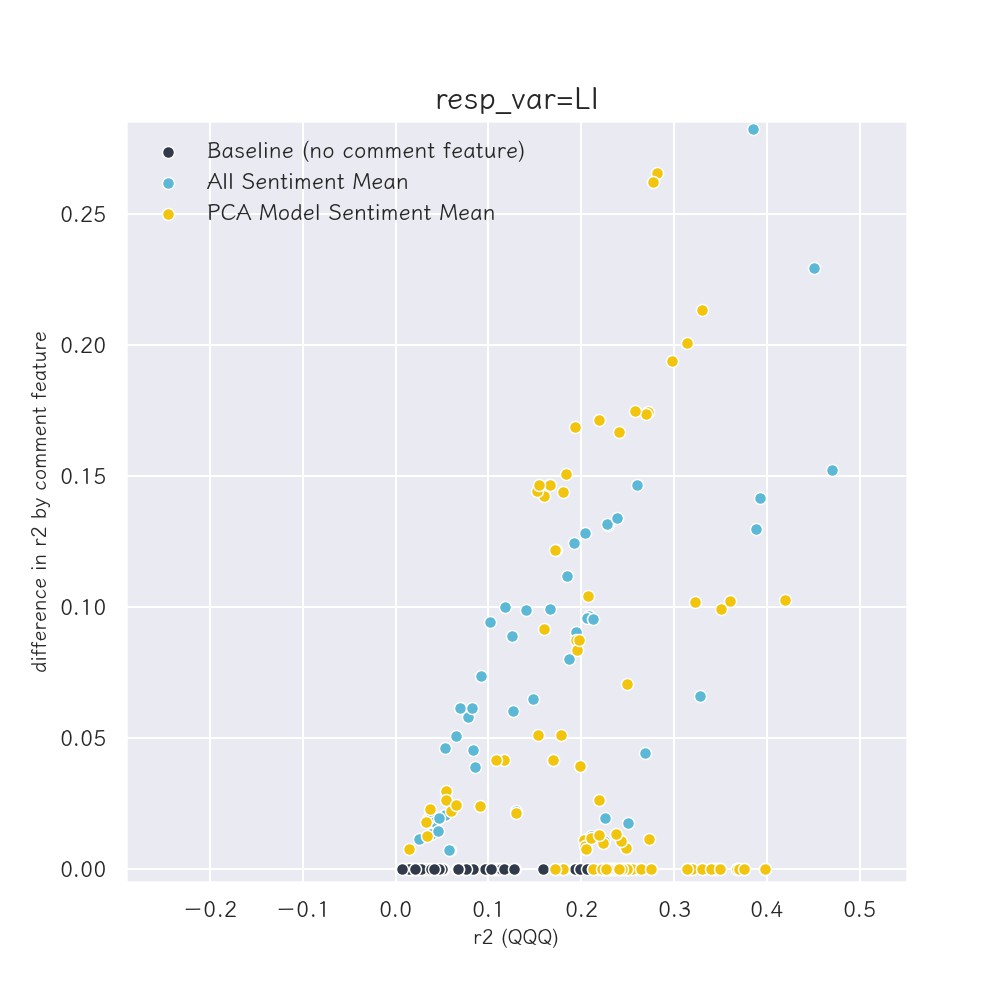 resp_var=LI
Baseline (no comment feature)
All Sentiment Mean
PCA Model Sentiment Mean
difference in r2 by comment feature
0.25
0.20
0.15
0.10
0.05
0.00
−0.2 −0.1 0.0 0.1 0.2 0.3 0.4 0.5
r2 (QQQ)